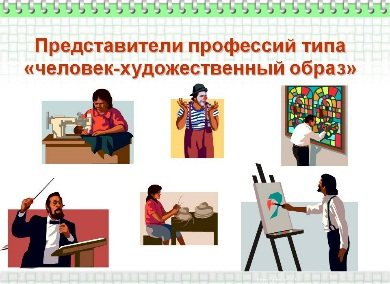 Представители профессий типа
«человек-художественный образ»